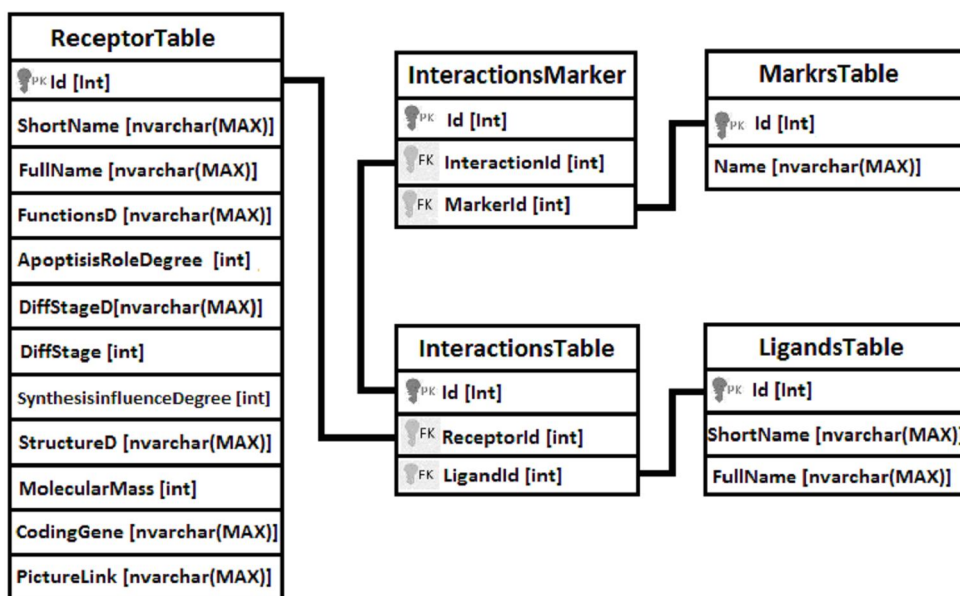 ReceptorTable
PK Id [Int]
ShortName [nvarchar(MAX)]
FullName [nvarchar(MAX)]
FunctionsD [nvarchar(MAX)]
ApoptisisRoleDegree [int]
DiffStageD[nvarchar(MAX)]
DiffStage [int]
SynthesisinfluenceDegree [int]
StructureD [nvarchar(MAX)]
MolecularMass [int]
CodingGene [nvarchar(MAX)]
PictureLink [nvarchar(MAX)]
InteractionsMarker
PK Id [Int]
FK InteractionId [int]
FK MarkerId [int]
MarkrsTable
PK Id [Int]
Name [nvarchar(MAX)]
InteractionsTable
PK Id [Int]
FK ReceptorId [int]
FK LigandId [int]
LigandsTable
PK Id [Int]
ShortName [nvarchar(MAX)]
FullName [nvarchar(MAX)]